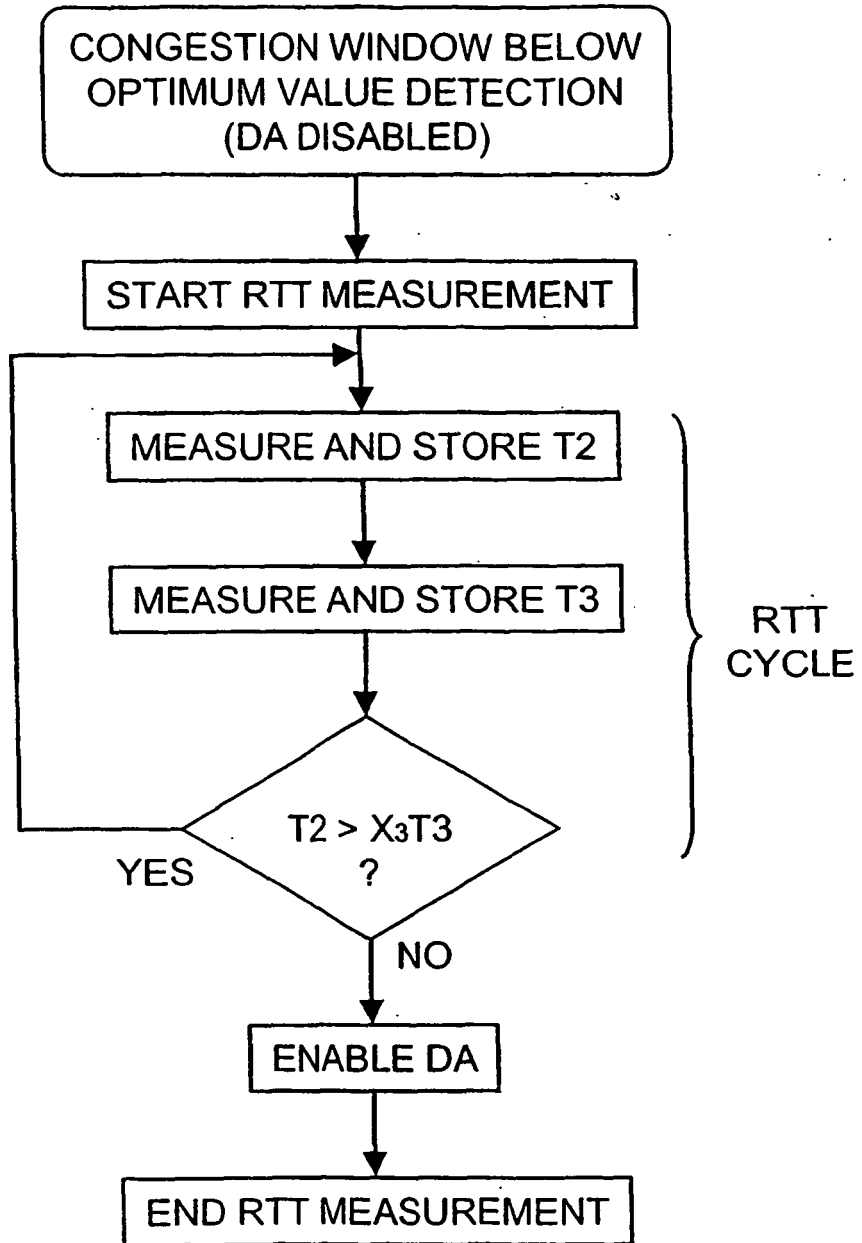 CONGESTION WINDOW BELOW
OPTIMUM VALUE DETECTION
(DA DISABLED)
START RTT MEASUREMENT
MEASURE AND STORE T2
MEASURE AND STORE T3
RTT
CYCLE
T2 > X₃T3
?
YES
NO
ENABLE DA
END RTT MEASUREMENT